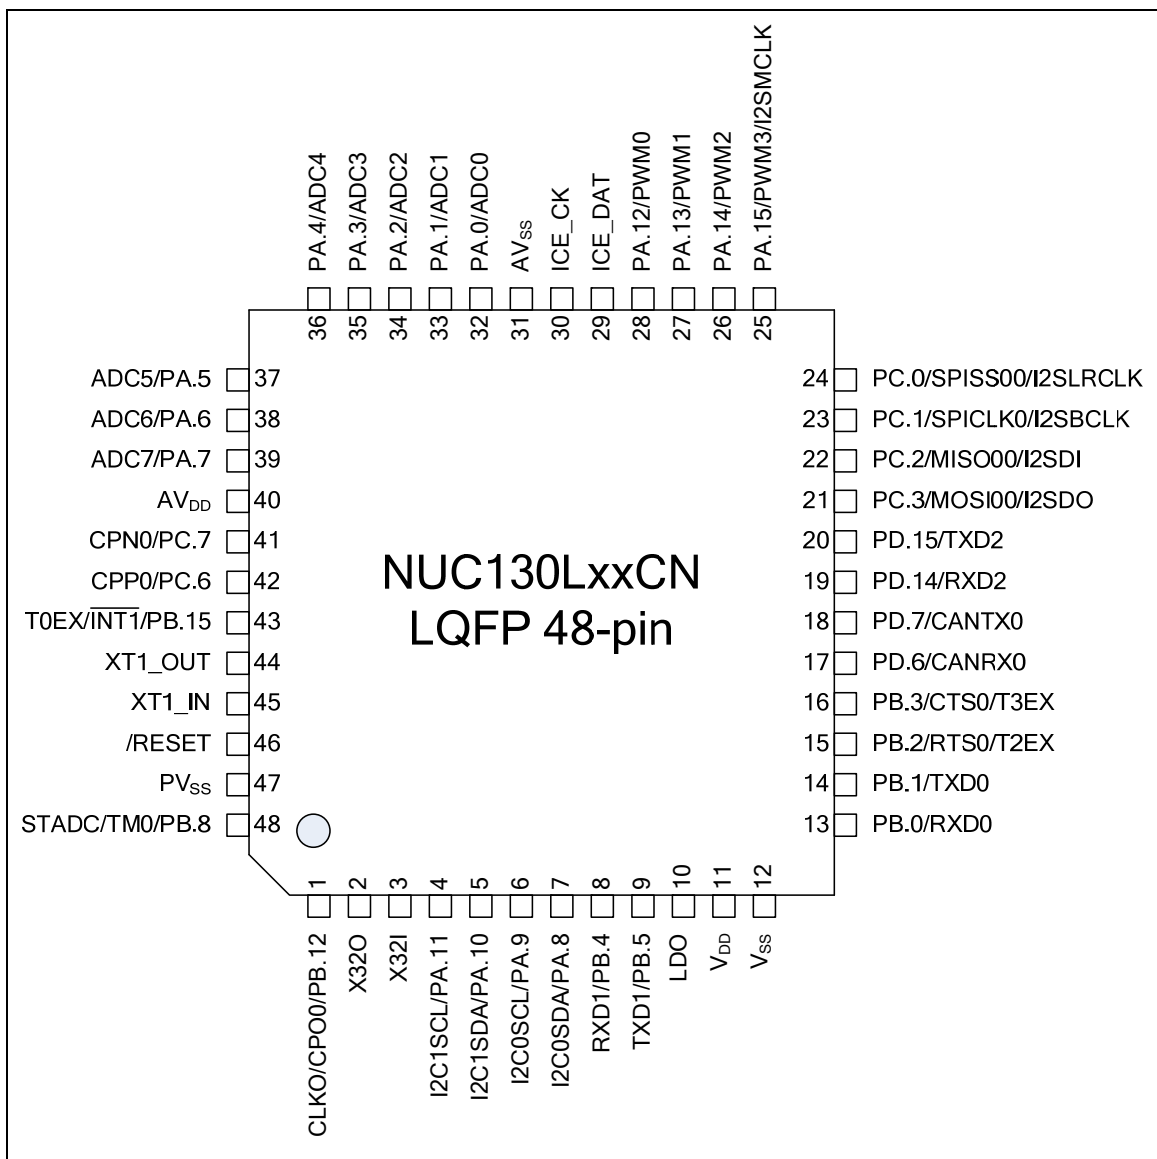 PA.4/ADC4
PA.3/ADC3
PA.2/ADC2
PA.1/ADC1
PA.0/ADC0
AVSS
ICE_CK
ICE_DAT
PA.12/PWM0
PA.13/PWM1
PA.14/PWM2
PA.15/PWM3/I2SMCLK
36
35
34
33
32
31
30
29
28
27
26
25
ADC5/PA.5 37
ADC6/PA.6 38
ADC7/PA.7 39
AVDD 40
CPN0/PC.7 41
CPP0/PC.6 42
T0EX/INT1/PB.15 43
XT1_OUT 44
XT1_IN 45
/RESET 46
PVSS 47
STADC/TM0/PB.8 48
NUC130LxxCN
LQFP 48-pin
24 PC.0/SPISS00/I2SLRCLK
23 PC.1/SPICLK0/I2SBCLK
22 PC.2/MISO00/I2SDI
21 PC.3/MOSI00/I2SDO
20 PD.15/TXD2
19 PD.14/RXD2
18 PD.7/CANTX0
17 PD.6/CANRX0
16 PB.3/CTS0/T3EX
15 PB.2/RTS0/T2EX
14 PB.1/TXD0
13 PB.0/RXD0
1
2
3
4
5
6
7
8
9
10
11
12
CLKO/CPO0/PB.12
X32O
X32I
I2C1SCL/PA.11
I2C1SDA/PA.10
I2C0SCL/PA.9
I2C0SDA/PA.8
RXD1/PB.4
TXD1/PB.5
LDO
VDD
VSS